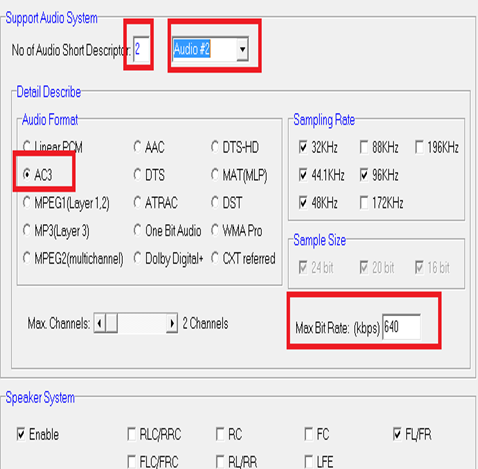 Support Audio System
No of Audio Short Descriptor: 2 Audio #2
Detail Describe
Audio Format
Linear PCM AAC DTS-HD
AC3 DTS MAT(MLP)
MPEG1(Layer 1,2) ATRAC DST
MP3(Layer 3) One Bit Audio WMA Pro
MPEG2(multichannel) Dolby Digital+ CXT referred
Sampling Rate
32KHz 88KHz 196KHz
44.1KHz 96KHz
48KHz 172KHz
Sample Size
24 bit 20 bit 16 bit
Max. Channels: 2 Channels
Max Bit Rate: (kbps) 640
Speaker System
Enable RLC/RRC RC FC FL/FR
FLC/FRC RL/RR LFE